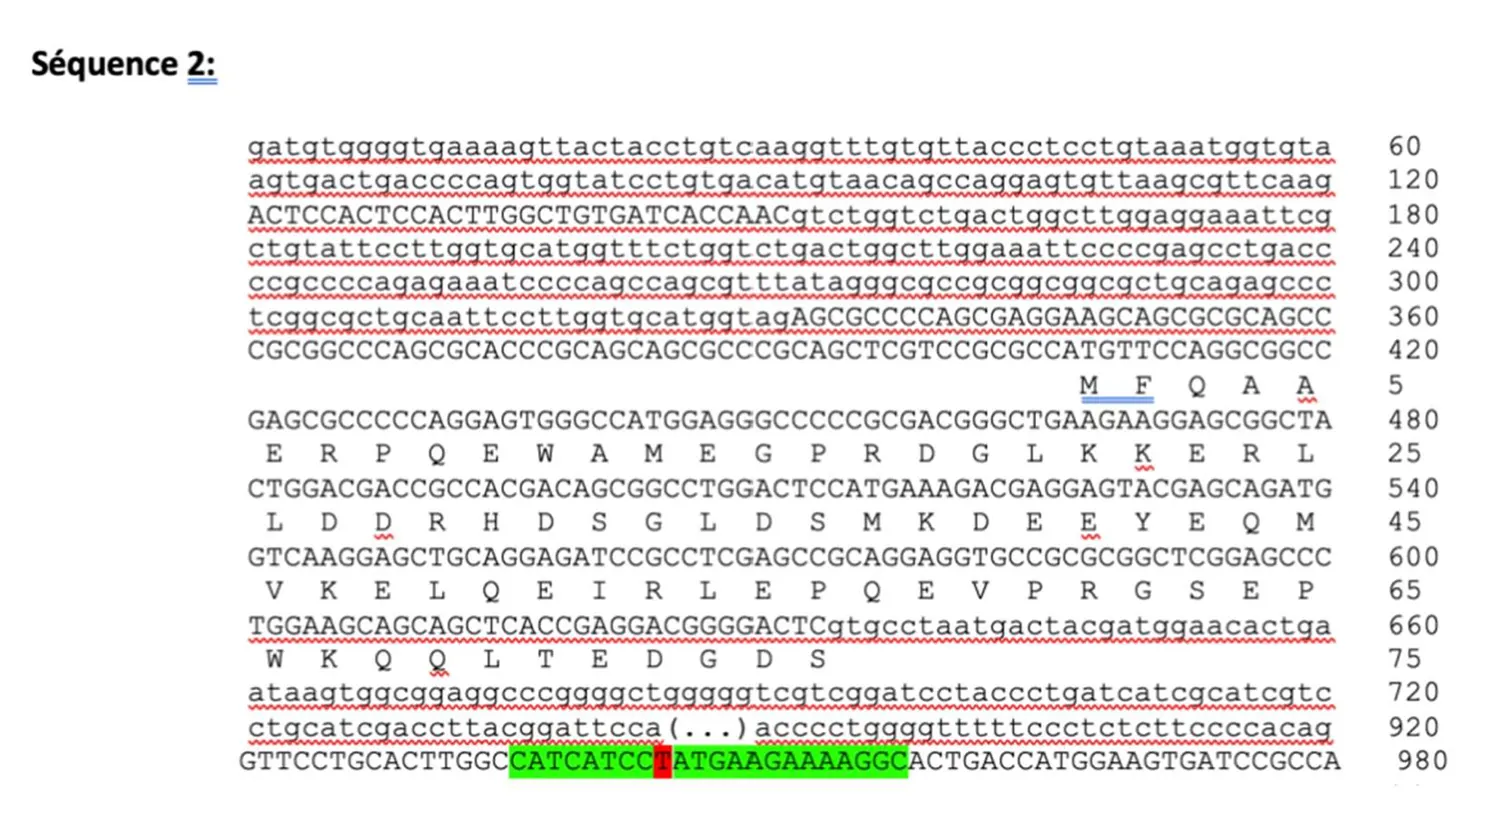 Séquence 2:
gatgtggggtgaaaagttactacctgtcaaggtttgtgttaccctcctgtaaatggtgta 60
agtgactgaccccagtggtatcctgtgacatgtaacagccaggagtgttaagcgttcaag 120
ACTCCACTCCACTTGGCTGTGATCACCAACgtctggtctgactggcttggaggaaattcg 180
ctgtattccttggtgcatggtttctggtctgactggcttggaaattccccgagcctgacc 240
ccgccccagagaaatccccagccagcgtttatagggcgccgcggcggcgctgcagagccc 300
tcggcgctgcaattccttggtgcatggtagAGCGCCCCAGCGAGGAAGCAGCGCGCAGCC 360
CGCGGCCCAGCGCACCCGCAGCAGCGCCCGCAGCTCGTCCGCGCCATGTTCCAGGCGGCC 420
M F Q A A 5
GAGCGCCCCCAGGAGTGGGCCATGGAGGGCCCCCGCGACGGGCTGAAGAAGGAGCGGCTA 480
E R P Q E W A M E G P R D G L K K E R L 25
CTGGACGACCGCCACGACAGCGGCCTGGACTCCATGAAAGACGAGGAGTACGAGCAGATG 540
L D D R H D S G L D S M K D E E Y E Q M 45
GTCAAGGAGCTGCAGGAGATCCGCCTCGAGCCGCAGGAGGTGCCGCGCGGCTCGGAGCCC 600
V K E L Q E I R L E P Q E V P R G S E P 65
TGGAAGCAGCAGCTCACCGAGGACGGGGACTCgtgcctaatgactacgatggaacactga 660
W K Q Q L T E D G D S 75
ataagtggcggaggcccggggctgggggtcgtcggatcctaccctgatcatcgcatcgtc 720
ctgcatcgaccttacggattcca(...)acccctggggtttttccctctcttccccacag 920
GTTCCTGCACTTGGCCATCATCCTATGAAGAAAAGGCACTGACCATGGAAGTGATCCGCCA 980